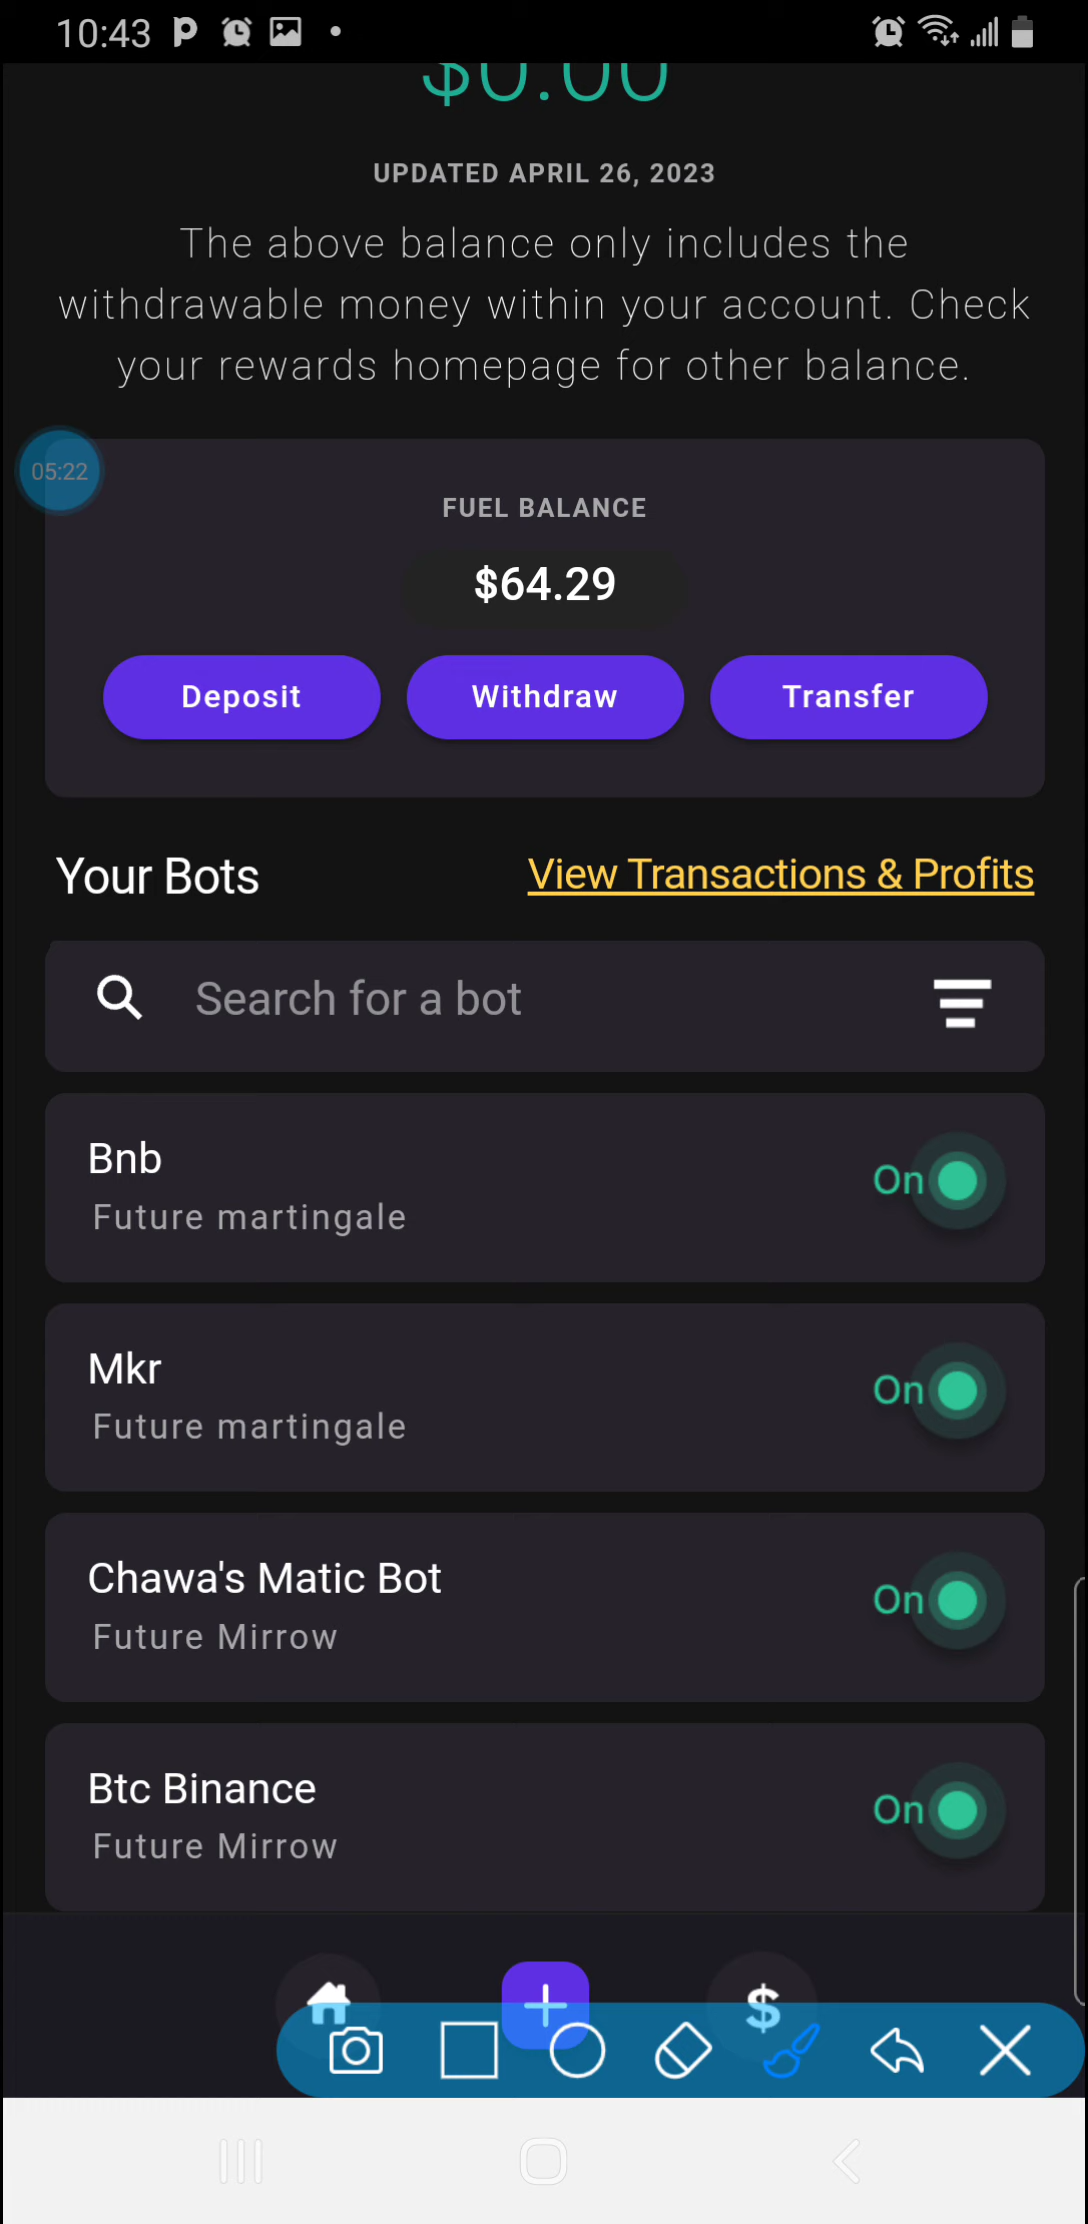 10:43
$0.00
UPDATED APRIL 26, 2023
The above balance only includes the
withdrawable money within your account. Check
your rewards homepage for other balance.
05:22
FUEL BALANCE
$64.29
Deposit Withdraw Transfer
Your Bots View Transactions & Profits
Search for a bot
Bnb
On
Future martingale
Mkr
On
Future martingale
Chawa's Matic Bot
On
Future Mirrow
Btc Binance
On
Future Mirrow